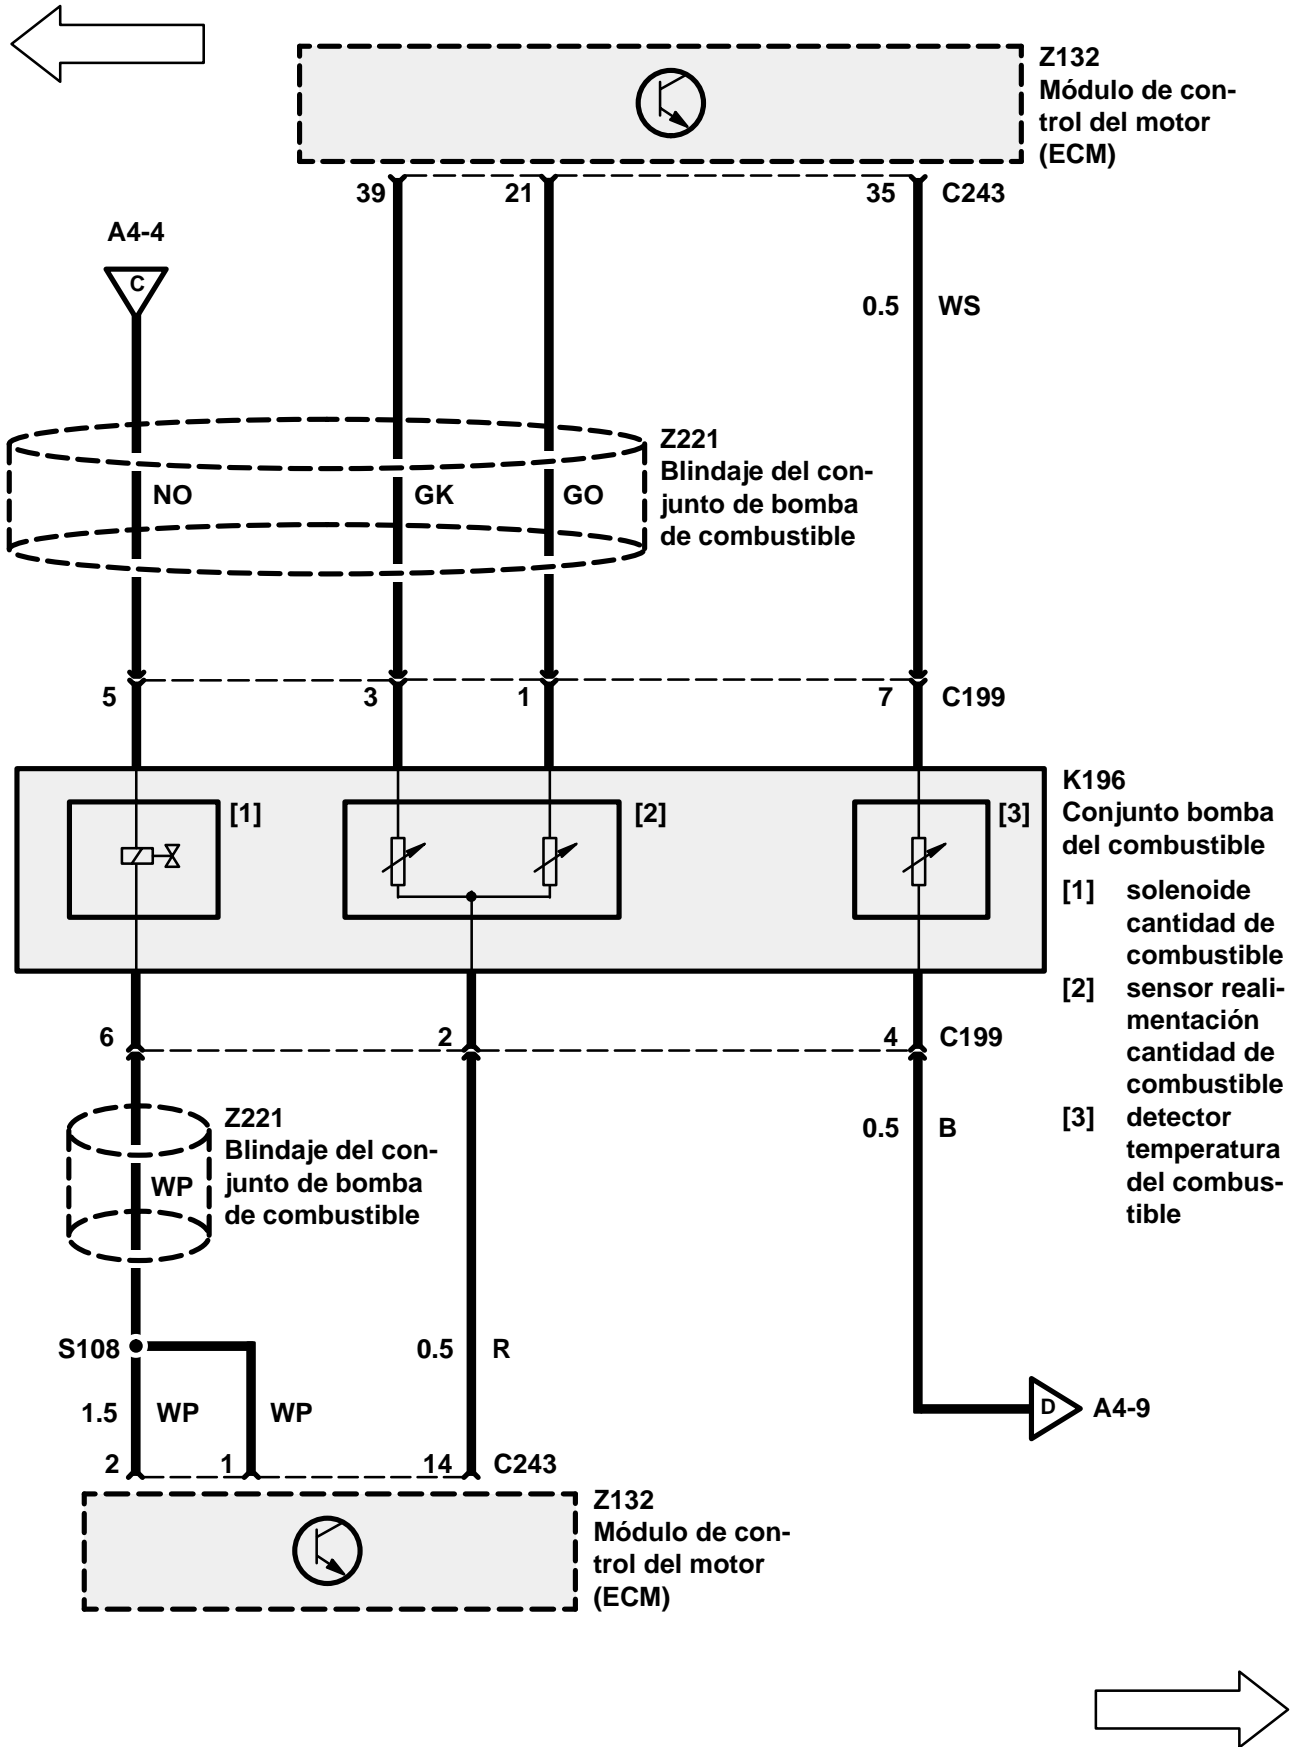 Z132
Módulo de con-
trol del motor
(ECM)
39 21 35 C243
A4-4
C
0.5 WS
Z221
Blindaje del con-
junto de bomba
de combustible
NO GK GO
5 3 1 7 C199
K196
Conjunto bomba
del combustible
[1] [2] [3]
[1] solenoide
cantidad de
combustible
[2] sensor reali-
mentación
cantidad de
combustible
[3] detector
temperatura
del combus-
tible
6 2 4 C199
Z221
Blindaje del con-
junto de bomba
de combustible
WP
0.5 B
S108
0.5 R
1.5 WP WP
D A4-9
2 1 14 C243
Z132
Módulo de con-
trol del motor
(ECM)